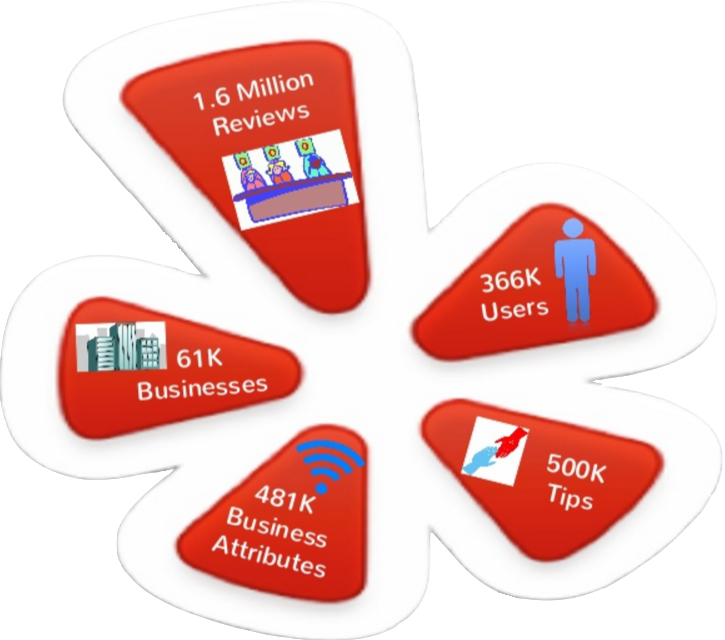 1.6 Million
Reviews
366K
Users
61K
Businesses
481K
Business
Attributes
500K
Tips